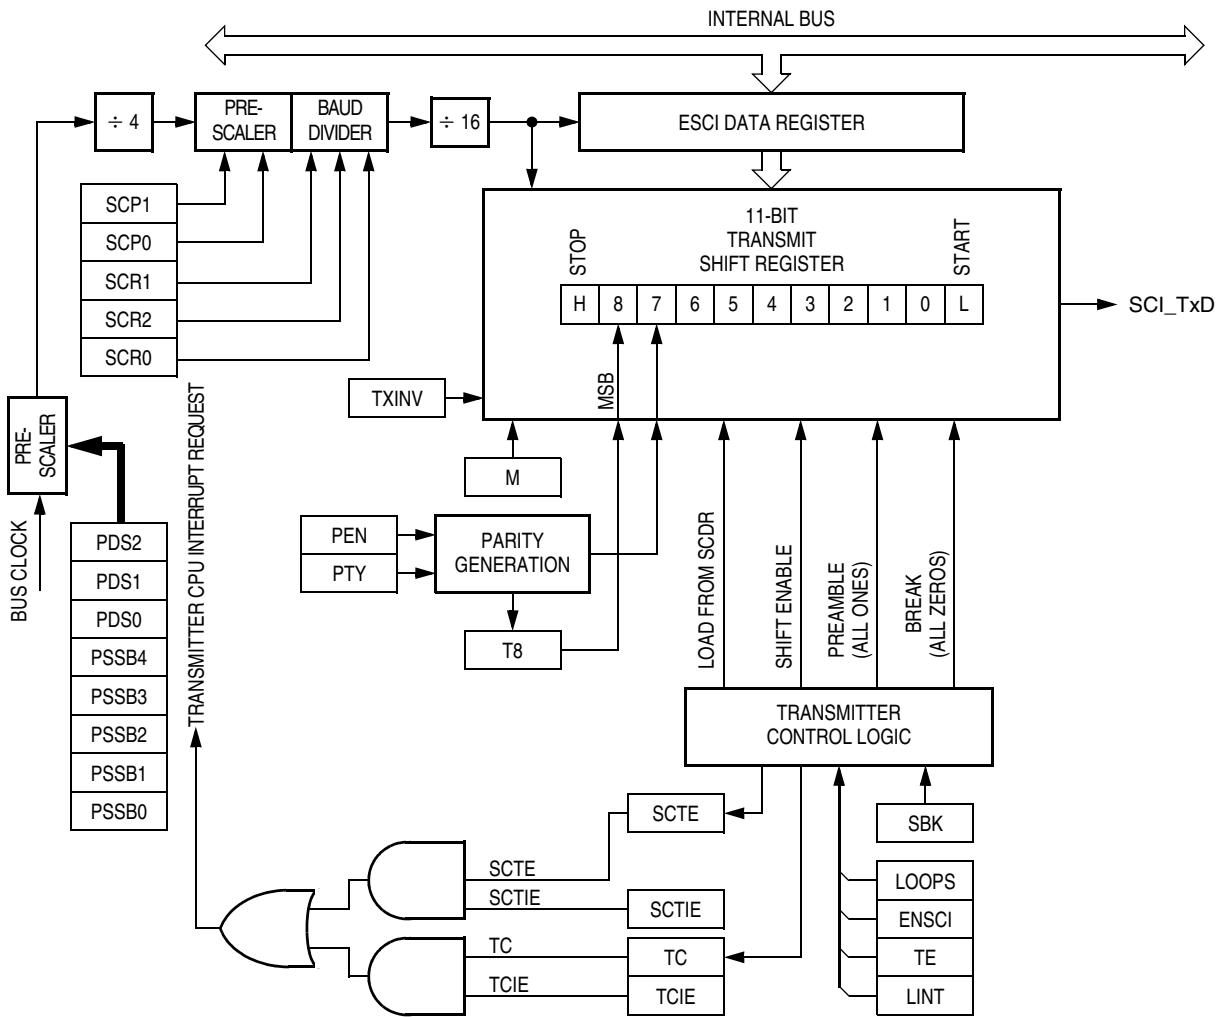 INTERNAL BUS
÷ 4
PRE-
SCALER
BAUD
DIVIDER
÷ 16
ESCI DATA REGISTER
SCP1
SCP0
SCR1
SCR2
SCR0
11-BIT
TRANSMIT
SHIFT REGISTER
STOP
START
H 8 7 6 5 4 3 2 1 0 L
SCI_TxD
MSB
TXINV
M
PRE-
SCALER
BUS CLOCK
TRANSMITTER CPU INTERRUPT REQUEST
PDS2
PDS1
PDS0
PSSB4
PSSB3
PSSB2
PSSB1
PSSB0
PEN
PTY
PARITY
GENERATION
T8
LOAD FROM SCDR
SHIFT ENABLE
PREAMBLE
(ALL ONES)
BREAK
(ALL ZEROS)
TRANSMITTER
CONTROL LOGIC
SCTE
SBK
SCTE
SCTIE
SCTIE
TC
TC
TCIE
TCIE
LOOPS
ENSCI
TE
LINT